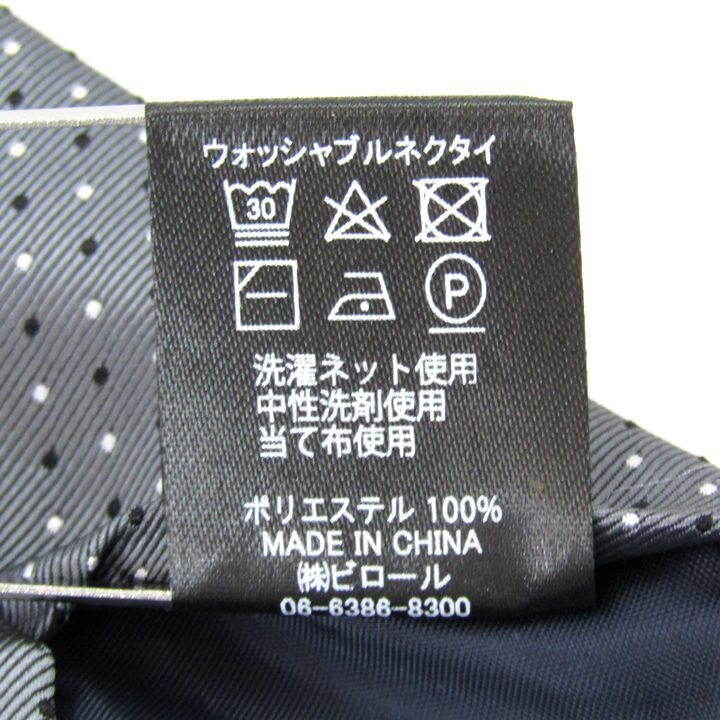 ウォッシャブルネクタイ
30
P
洗濯ネット使用
中性洗剤使用
当て布使用
ポリエステル 100%
MADE IN CHINA
㈱ビロール
06-6386-8300